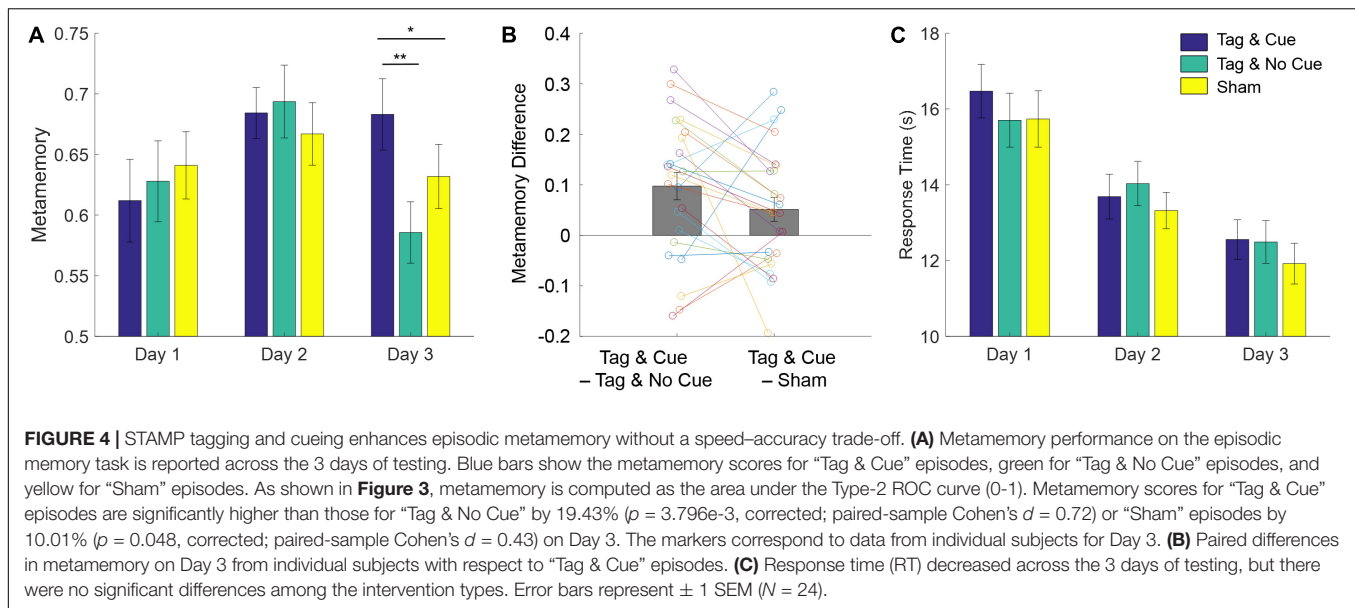 A
0.75
0.7
0.65
0.6
0.55
0.5
Metamemory
*
**
Day 1 Day 2 Day 3
B
0.4
0.3
0.2
0.1
0
-0.1
-0.2
Metamemory Difference
Tag & Cue
– Tag & No Cue
Tag & Cue
– Sham
C
18
16
14
12
10
Response Time (s)
Tag & Cue
Tag & No Cue
Sham
Day 1 Day 2 Day 3
FIGURE 4 | STAMP tagging and cueing enhances episodic metamemory without a speed–accuracy trade-off. (A) Metamemory performance on the episodic
memory task is reported across the 3 days of testing. Blue bars show the metamemory scores for “Tag & Cue” episodes, green for “Tag & No Cue” episodes, and
yellow for “Sham” episodes. As shown in Figure 3, metamemory is computed as the area under the Type-2 ROC curve (0-1). Metamemory scores for “Tag & Cue”
episodes are significantly higher than those for “Tag & No Cue” by 19.43% (p = 3.796e-3, corrected; paired-sample Cohen’s d = 0.72) or “Sham” episodes by
10.01% (p = 0.048, corrected; paired-sample Cohen’s d = 0.43) on Day 3. The markers correspond to data from individual subjects for Day 3. (B) Paired differences
in metamemory on Day 3 from individual subjects with respect to “Tag & Cue” episodes. (C) Response time (RT) decreased across the 3 days of testing, but there
were no significant differences among the intervention types. Error bars represent ± 1 SEM (N = 24).